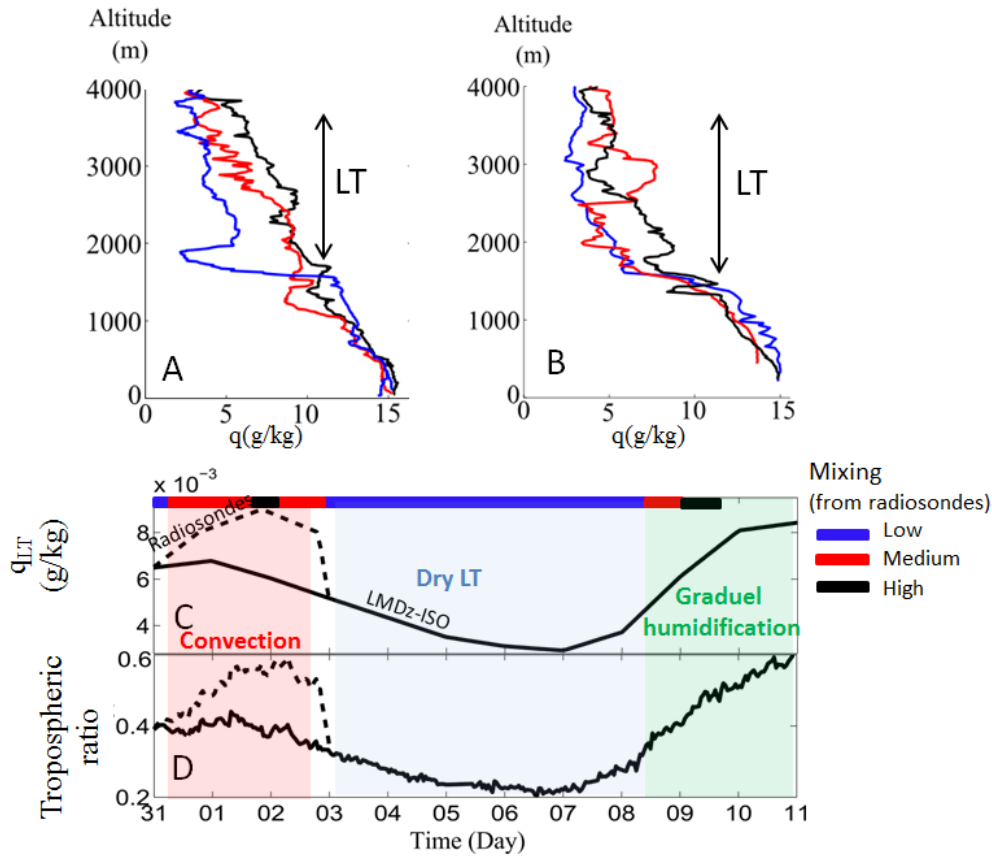 Altitude
(m)
4000
3000
2000
1000
0
0
5
10
15
q(g/kg)
LT
A
Altitude
(m)
4000
3000
2000
1000
0
0
5
10
15
q(g/kg)
LT
B
x 10⁻³
8
6
4
qLT
(g/kg)
Radiosondes
LMDz-ISO
C
Convection
Dry LT
Graduel
humidification
Mixing
(from radiosondes)
Low
Medium
High
0.6
0.4
0.2
Tropospheric
ratio
D
31 01 02 03 04 05 06 07 08 09 10 11
Time (Day)